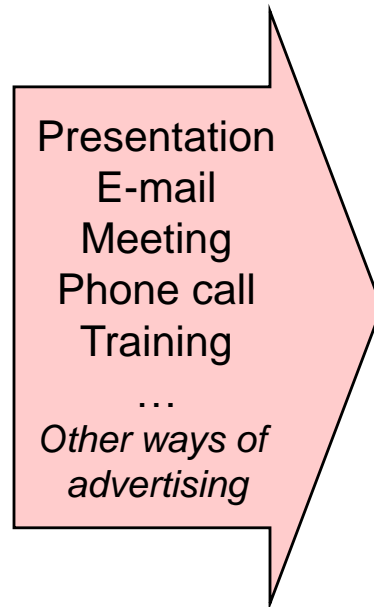 Presentation
E-mail
Meeting
Phone call
Training
…
Other ways of
advertising